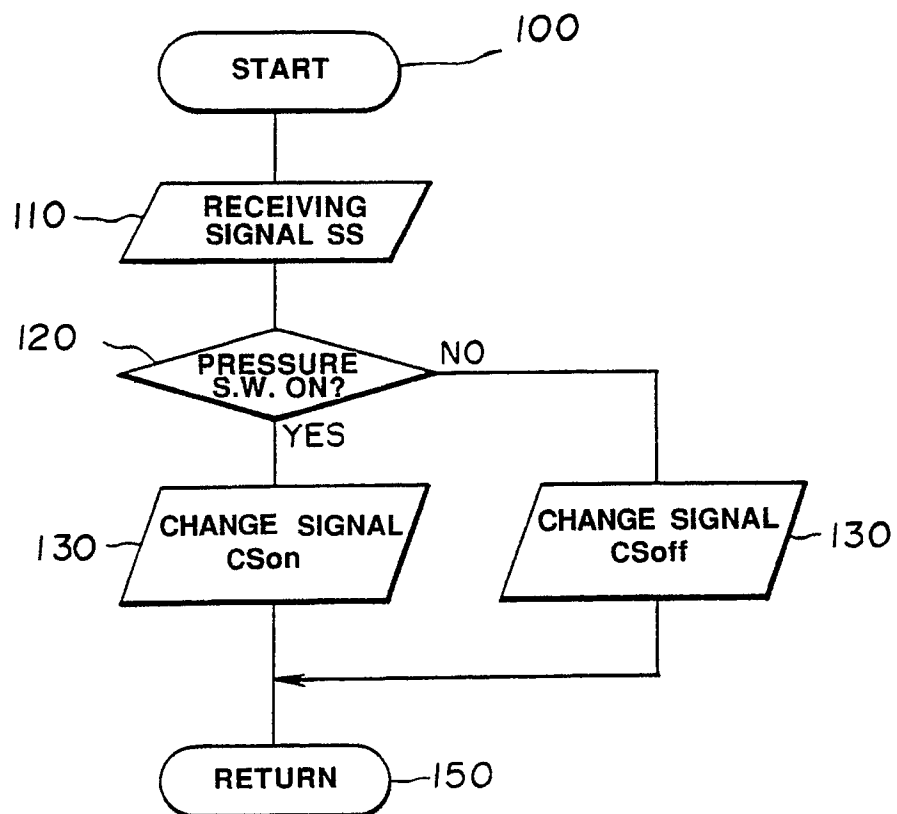 100
START
110
RECEIVING
SIGNAL SS
120
PRESSURE
S.W. ON?
NO
YES
130
CHANGE SIGNAL
CSon
CHANGE SIGNAL
CSoff
130
RETURN
150